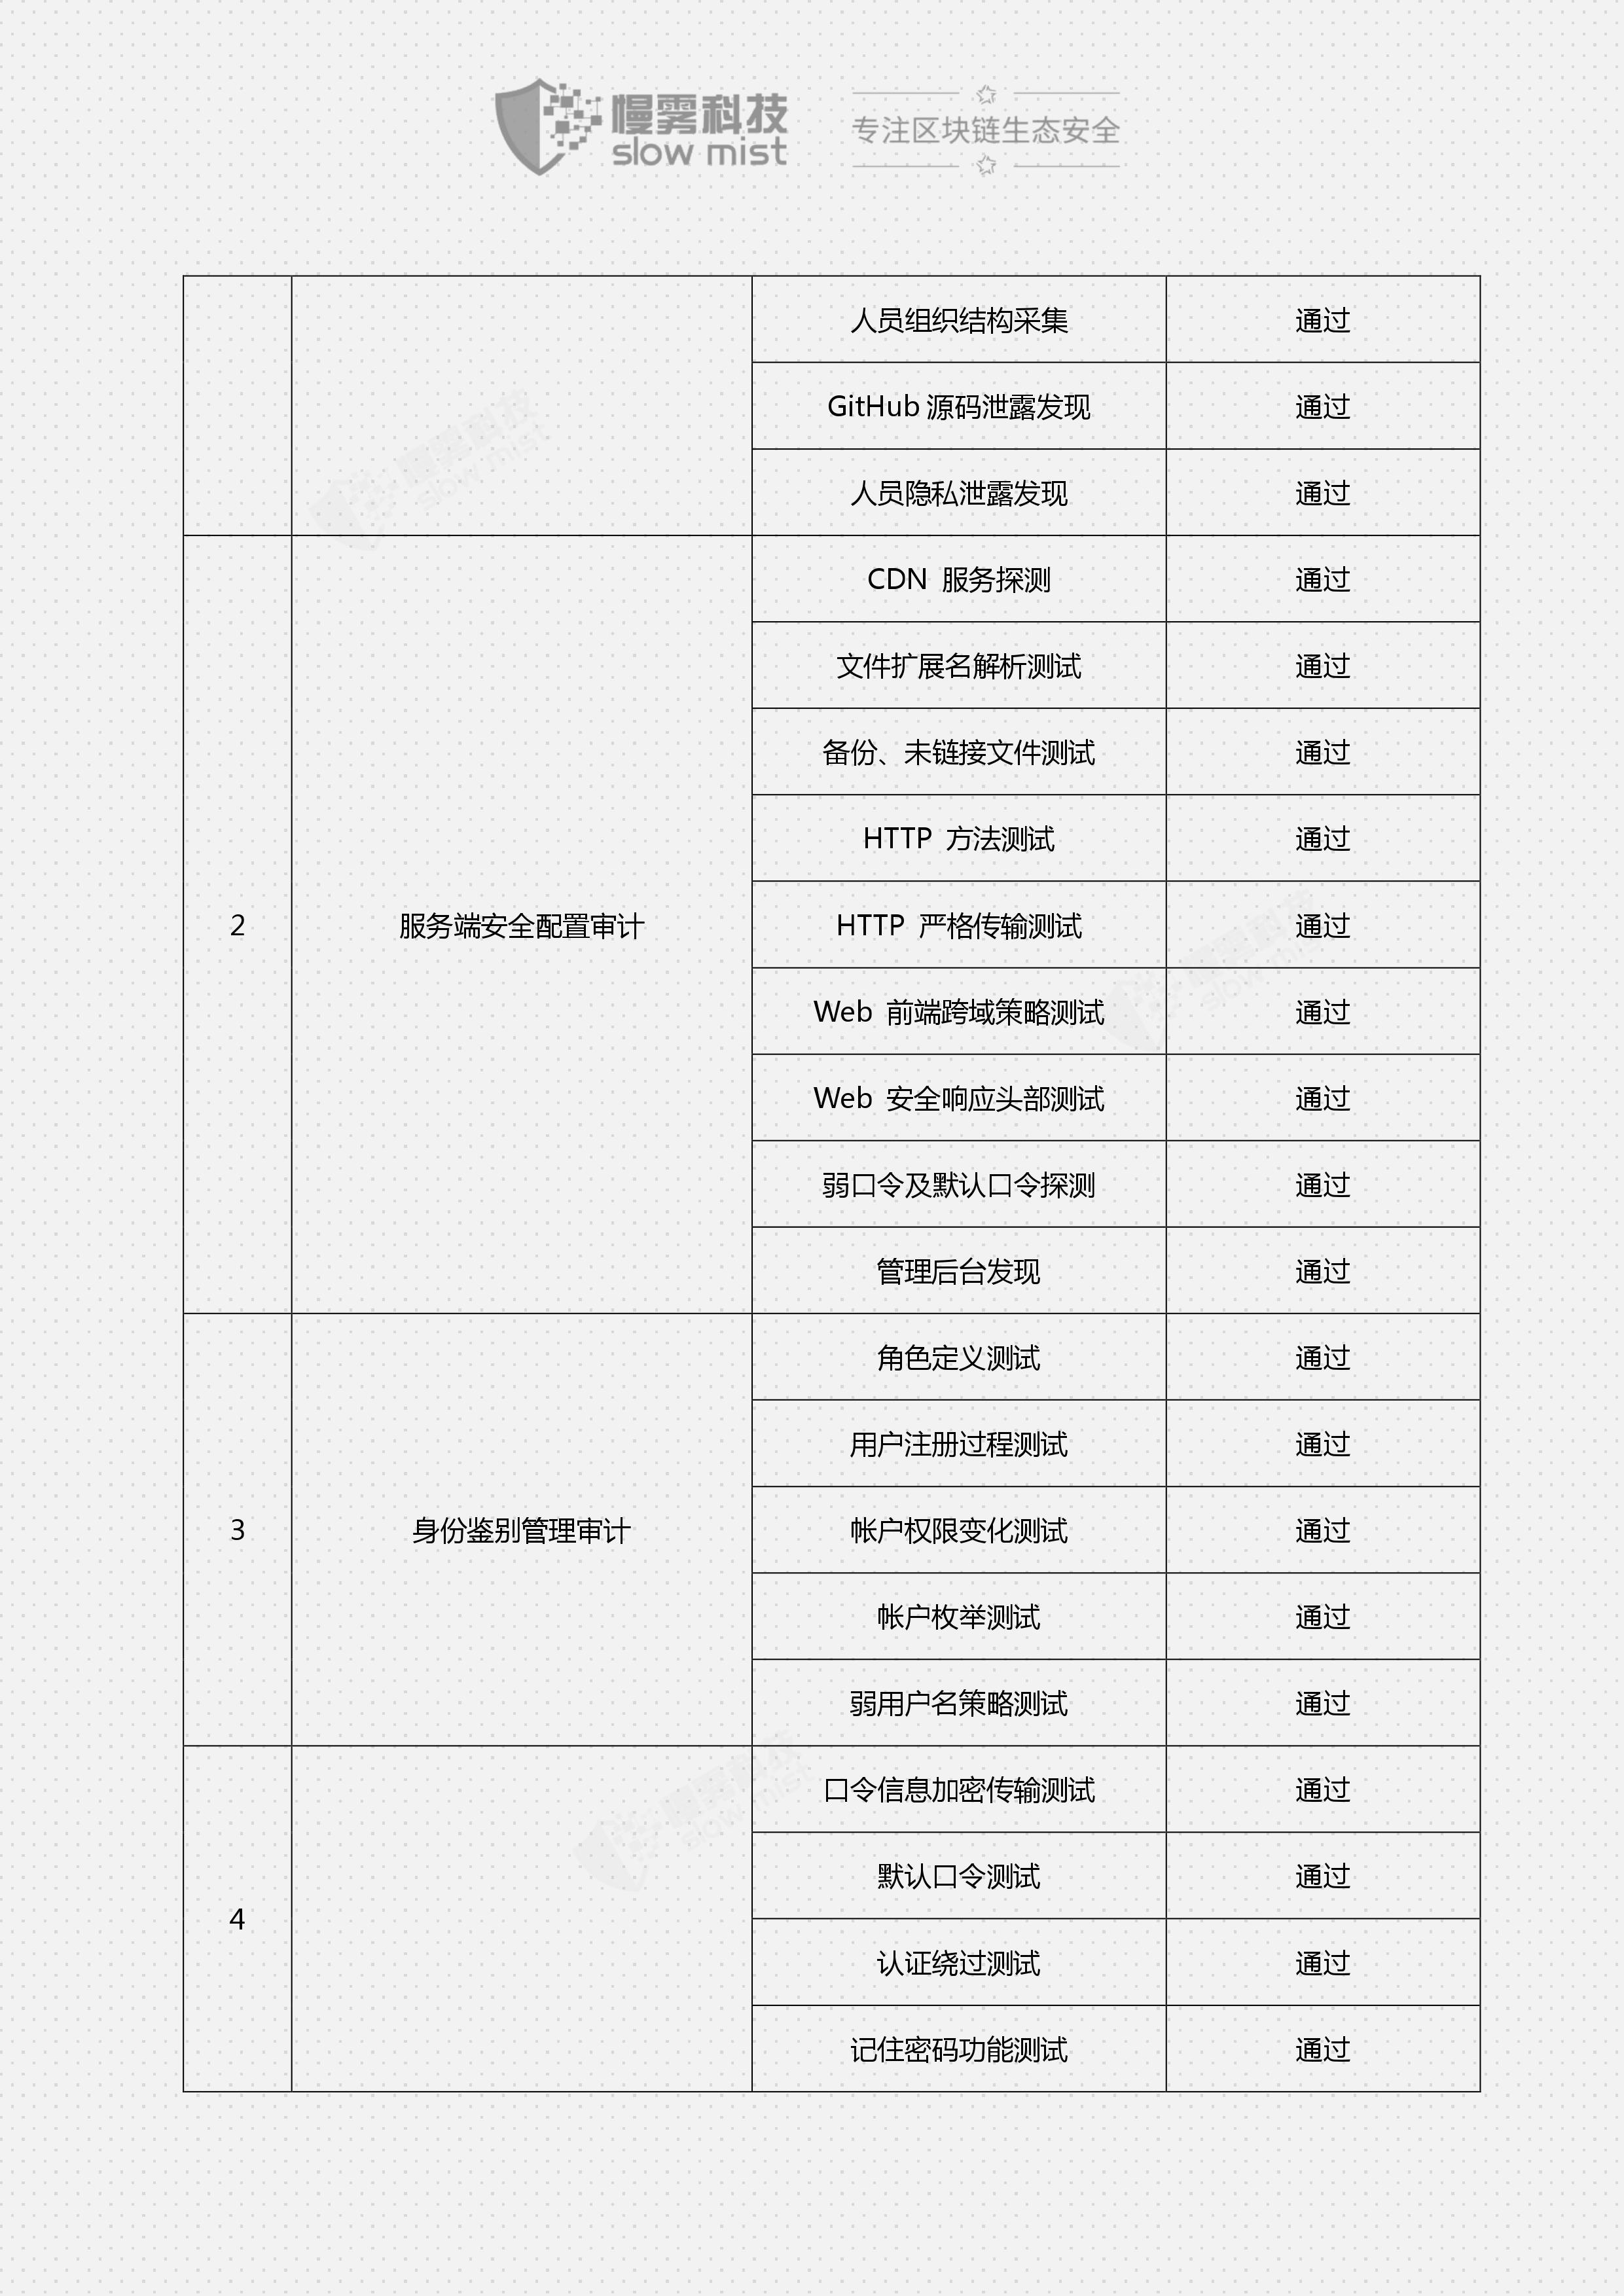 慢雾科技
slow mist
专注区块链生态安全
人员组织结构采集 通过
GitHub 源码泄露发现 通过
人员隐私泄露发现 通过
CDN 服务探测 通过
文件扩展名解析测试 通过
备份、未链接文件测试 通过
HTTP 方法测试 通过
2 服务端安全配置审计 HTTP 严格传输测试 通过
Web 前端跨域策略测试 通过
Web 安全响应头部测试 通过
弱口令及默认口令探测 通过
管理后台发现 通过
角色定义测试 通过
用户注册过程测试 通过
3 身份鉴别管理审计 帐户权限变化测试 通过
帐户枚举测试 通过
弱用户名策略测试 通过
口令信息加密传输测试 通过
默认口令测试 通过
4
认证绕过测试 通过
记住密码功能测试 通过